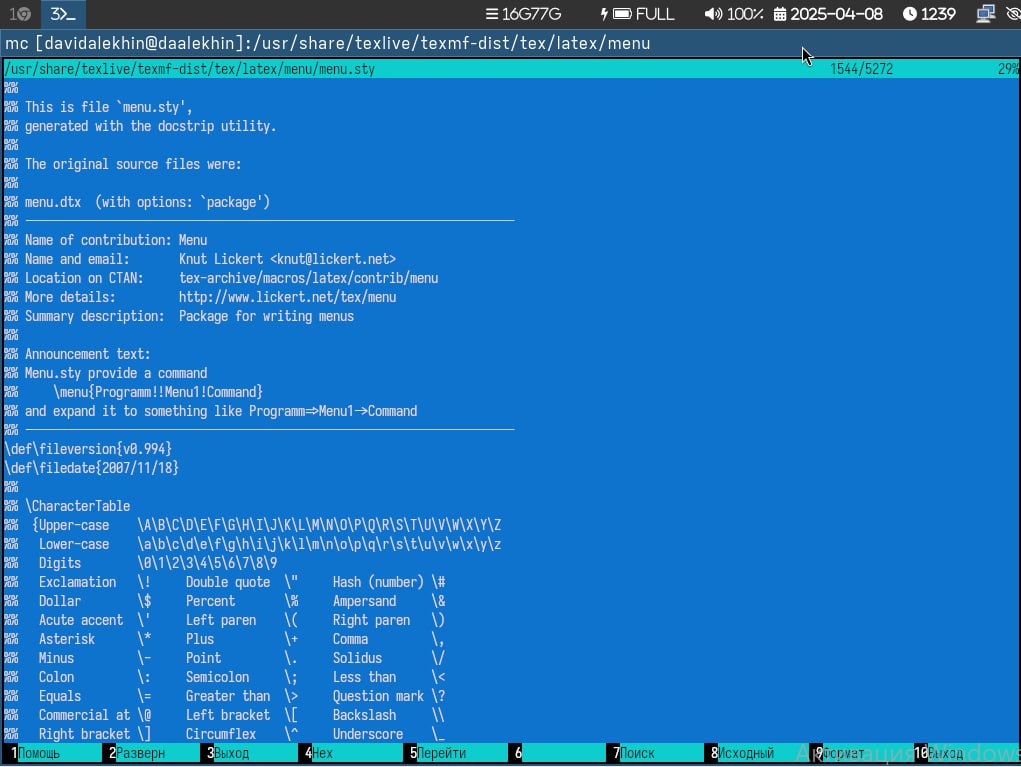 1 3
16G77G FULL 100% 2025-04-08 1239
mc [davidalekhin@daalekhin]:/usr/share/texlive/texmf-dist/tex/latex/menu
/usr/share/texlive/texmf-dist/tex/latex/menu/menu.sty 1544/5272 29%
%%
%% This is file `menu.sty',
%% generated with the docstrip utility.
%%
%% The original source files were:
%%
%% menu.dtx  (with options: `package')
%% ----------------------------------------------------------------------
%% Name of contribution: Menu
%% Name and email:       Knut Lickert <knut@lickert.net>
%% Location on CTAN:     tex-archive/macros/latex/contrib/menu
%% More details:         http://www.lickert.net/tex/menu
%% Summary description:  Package for writing menus
%%
%% Announcement text:
%% Menu.sty provide a command
%%     \menu{Programm!!Menu1!Command}
%% and expand it to something like Programm=>Menu1->Command
%% ----------------------------------------------------------------------
\def\fileversion{v0.994}
\def\filedate{2007/11/18}
%%
%% \CharacterTable
%%  {Upper-case    \A\B\C\D\E\F\G\H\I\J\K\L\M\N\O\P\Q\R\S\T\U\V\W\X\Y\Z
%%   Lower-case    \a\b\c\d\e\f\g\h\i\j\k\l\m\n\o\p\q\r\s\t\u\v\w\x\y\z
%%   Digits        \0\1\2\3\4\5\6\7\8\9
%%   Exclamation   \!     Double quote  \"     Hash (number) \#
%%   Dollar        \$     Percent       \%     Ampersand     \&
%%   Acute accent  \'     Left paren    \(     Right paren   \)
%%   Asterisk      \*     Plus          \+     Comma         \,
%%   Minus         \-     Point         \.     Solidus       \/
%%   Colon         \:     Semicolon     \;     Less than     \<
%%   Equals        \=     Greater than  \>     Question mark \?
%%   Commercial at \@     Left bracket  \[     Backslash     \\
%%   Right bracket \]     Circumflex    \^     Underscore    \_
1Помощь 2Разверн 3Выход 4Hex 5Перейти 6 7Поиск 8Исходный 9Формат 10Выход
Активация Windows